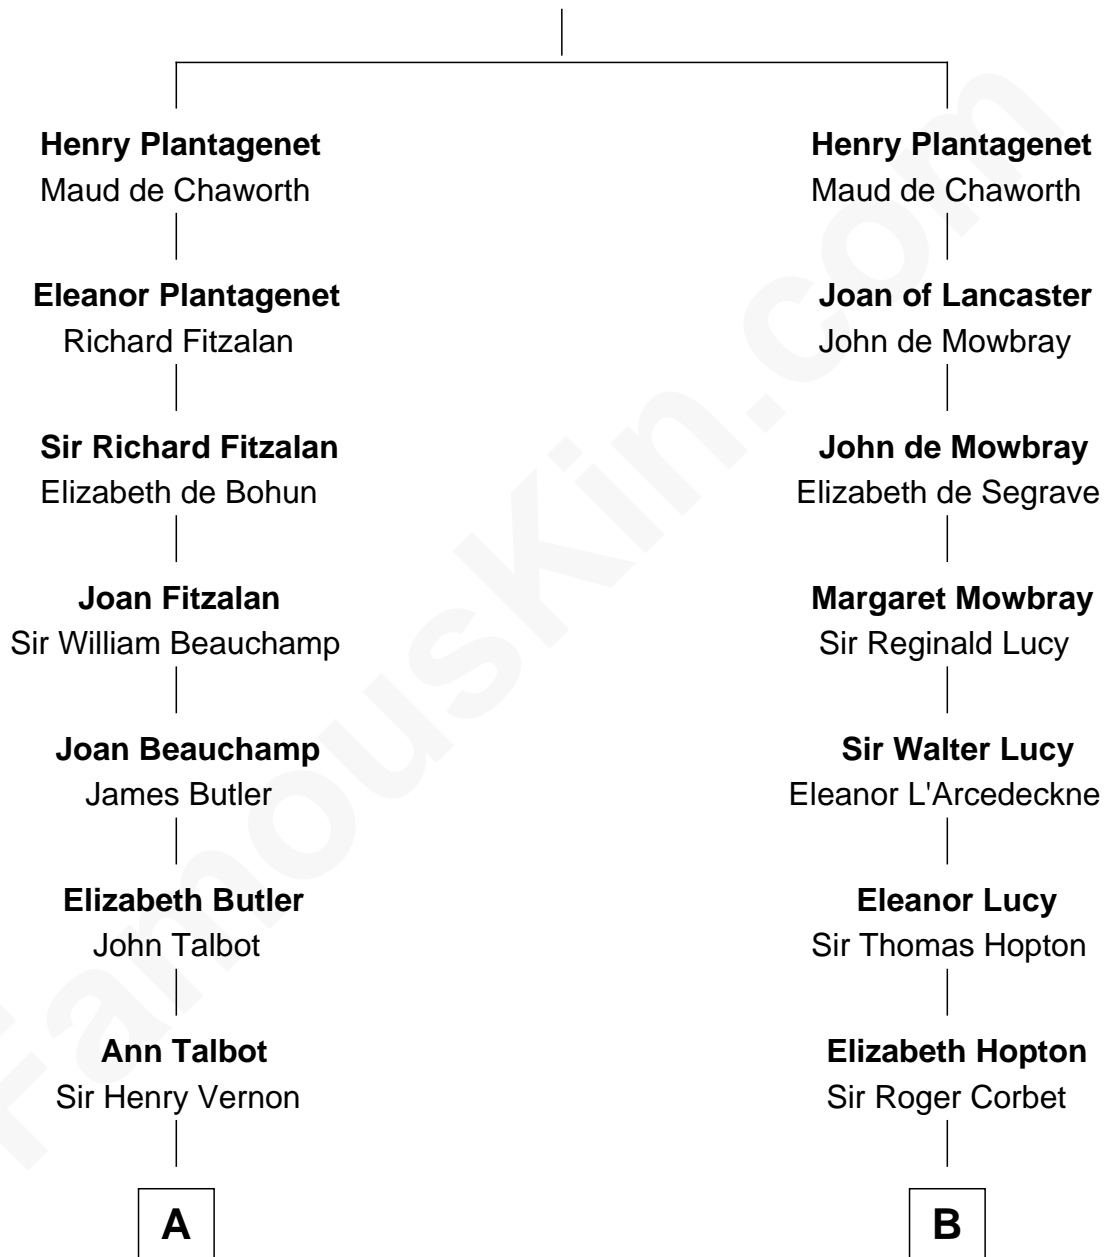 Henry Plantagenet
Maud de Chaworth
Eleanor Plantagenet
Richard Fitzalan
Sir Richard Fitzalan
Elizabeth de Bohun
Joan Fitzalan
Sir William Beauchamp
Joan Beauchamp
James Butler
Elizabeth Butler
John Talbot
Ann Talbot
Sir Henry Vernon
A
Henry Plantagenet
Maud de Chaworth
Joan of Lancaster
John de Mowbray
John de Mowbray
Elizabeth de Segrave
Margaret Mowbray
Sir Reginald Lucy
Sir Walter Lucy
Eleanor L'Arcedeckne
Eleanor Lucy
Sir Thomas Hopton
Elizabeth Hopton
Sir Roger Corbet
B
FamousKin.com